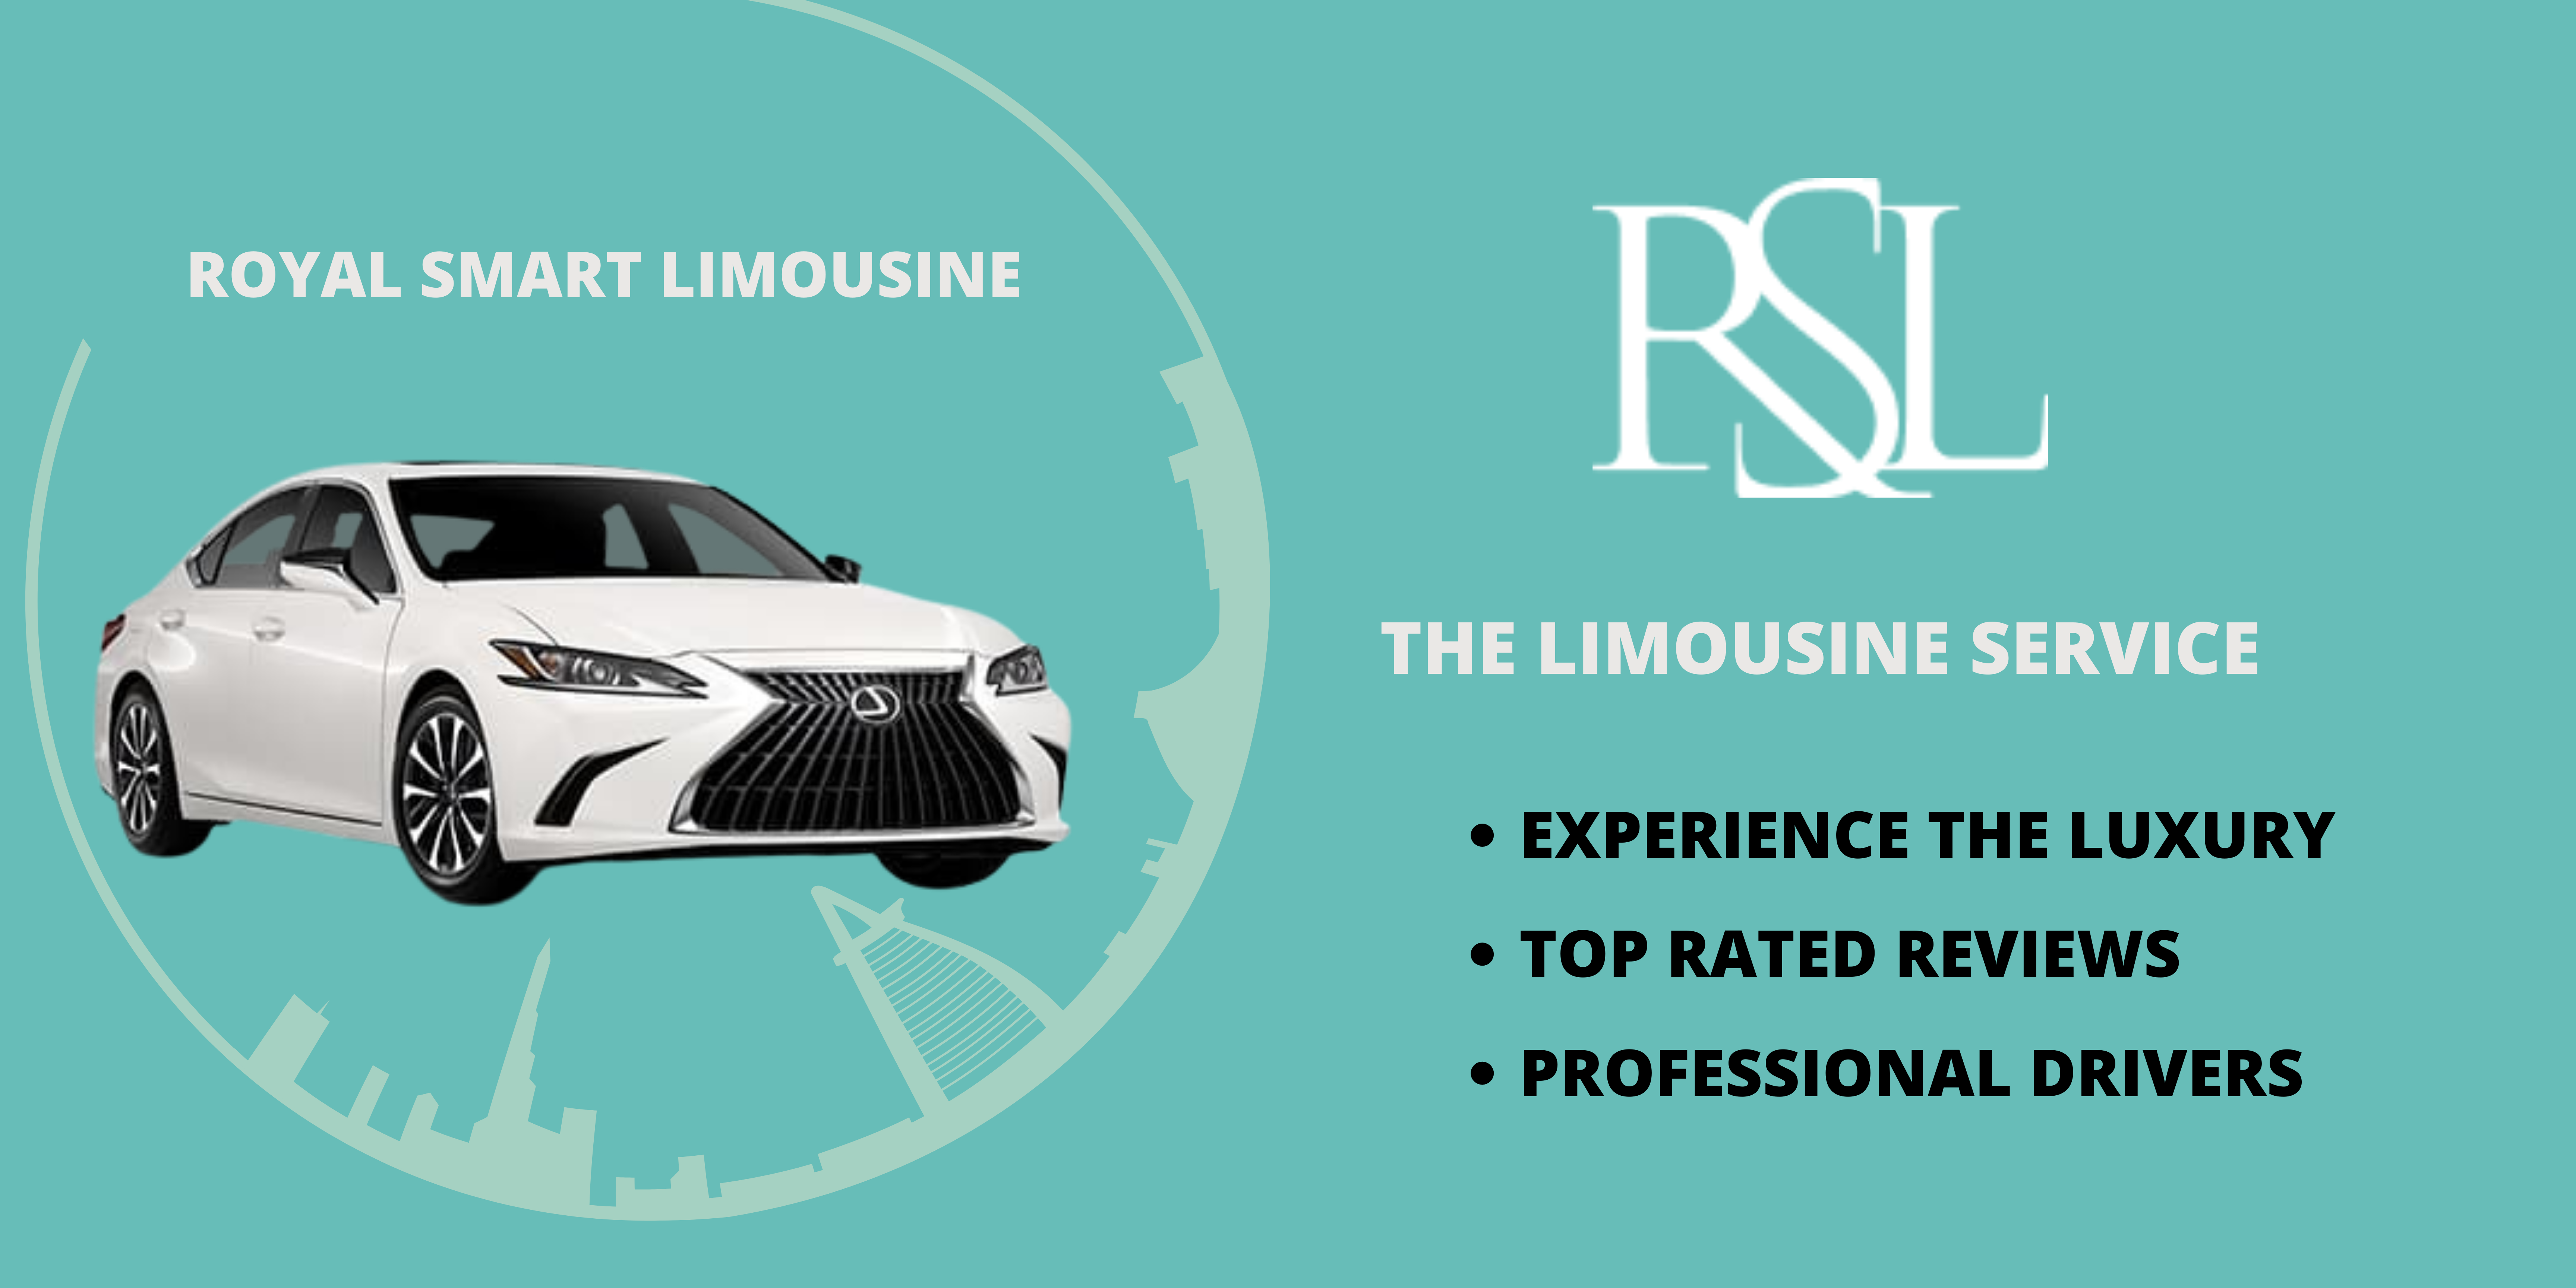 ROYAL SMART LIMOUSINE
RSL
THE LIMOUSINE SERVICE
• EXPERIENCE THE LUXURY
• TOP RATED REVIEWS
• PROFESSIONAL DRIVERS